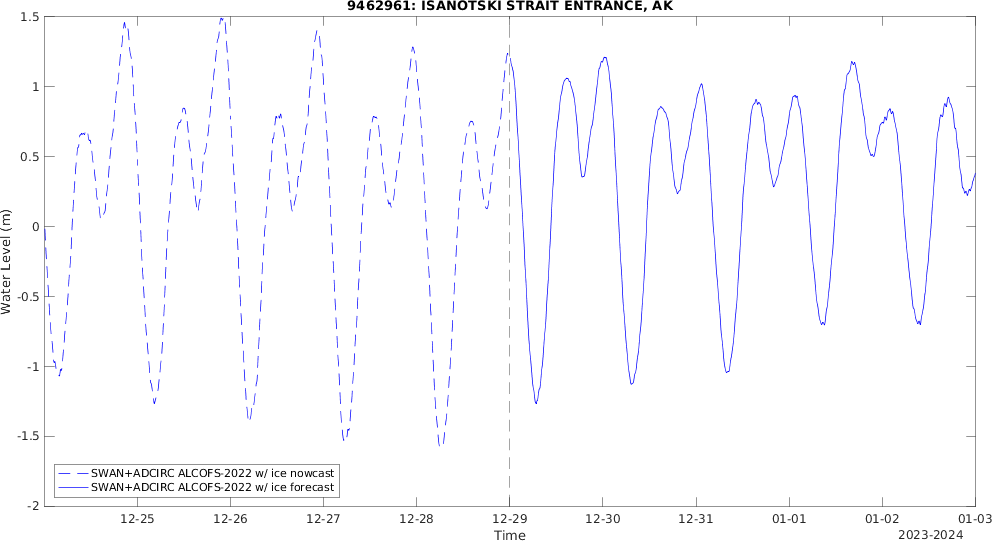 9462961: ISANOTSKI STRAIT ENTRANCE, AK
1.5
1
0.5
0
-0.5
-1
-1.5
-2
Water Level (m)
SWAN+ADCIRC ALCOFS-2022 w/ ice nowcast
SWAN+ADCIRC ALCOFS-2022 w/ ice forecast
12-25 12-26 12-27 12-28 12-29 12-30 12-31 01-01 01-02 01-03
Time
2023-2024